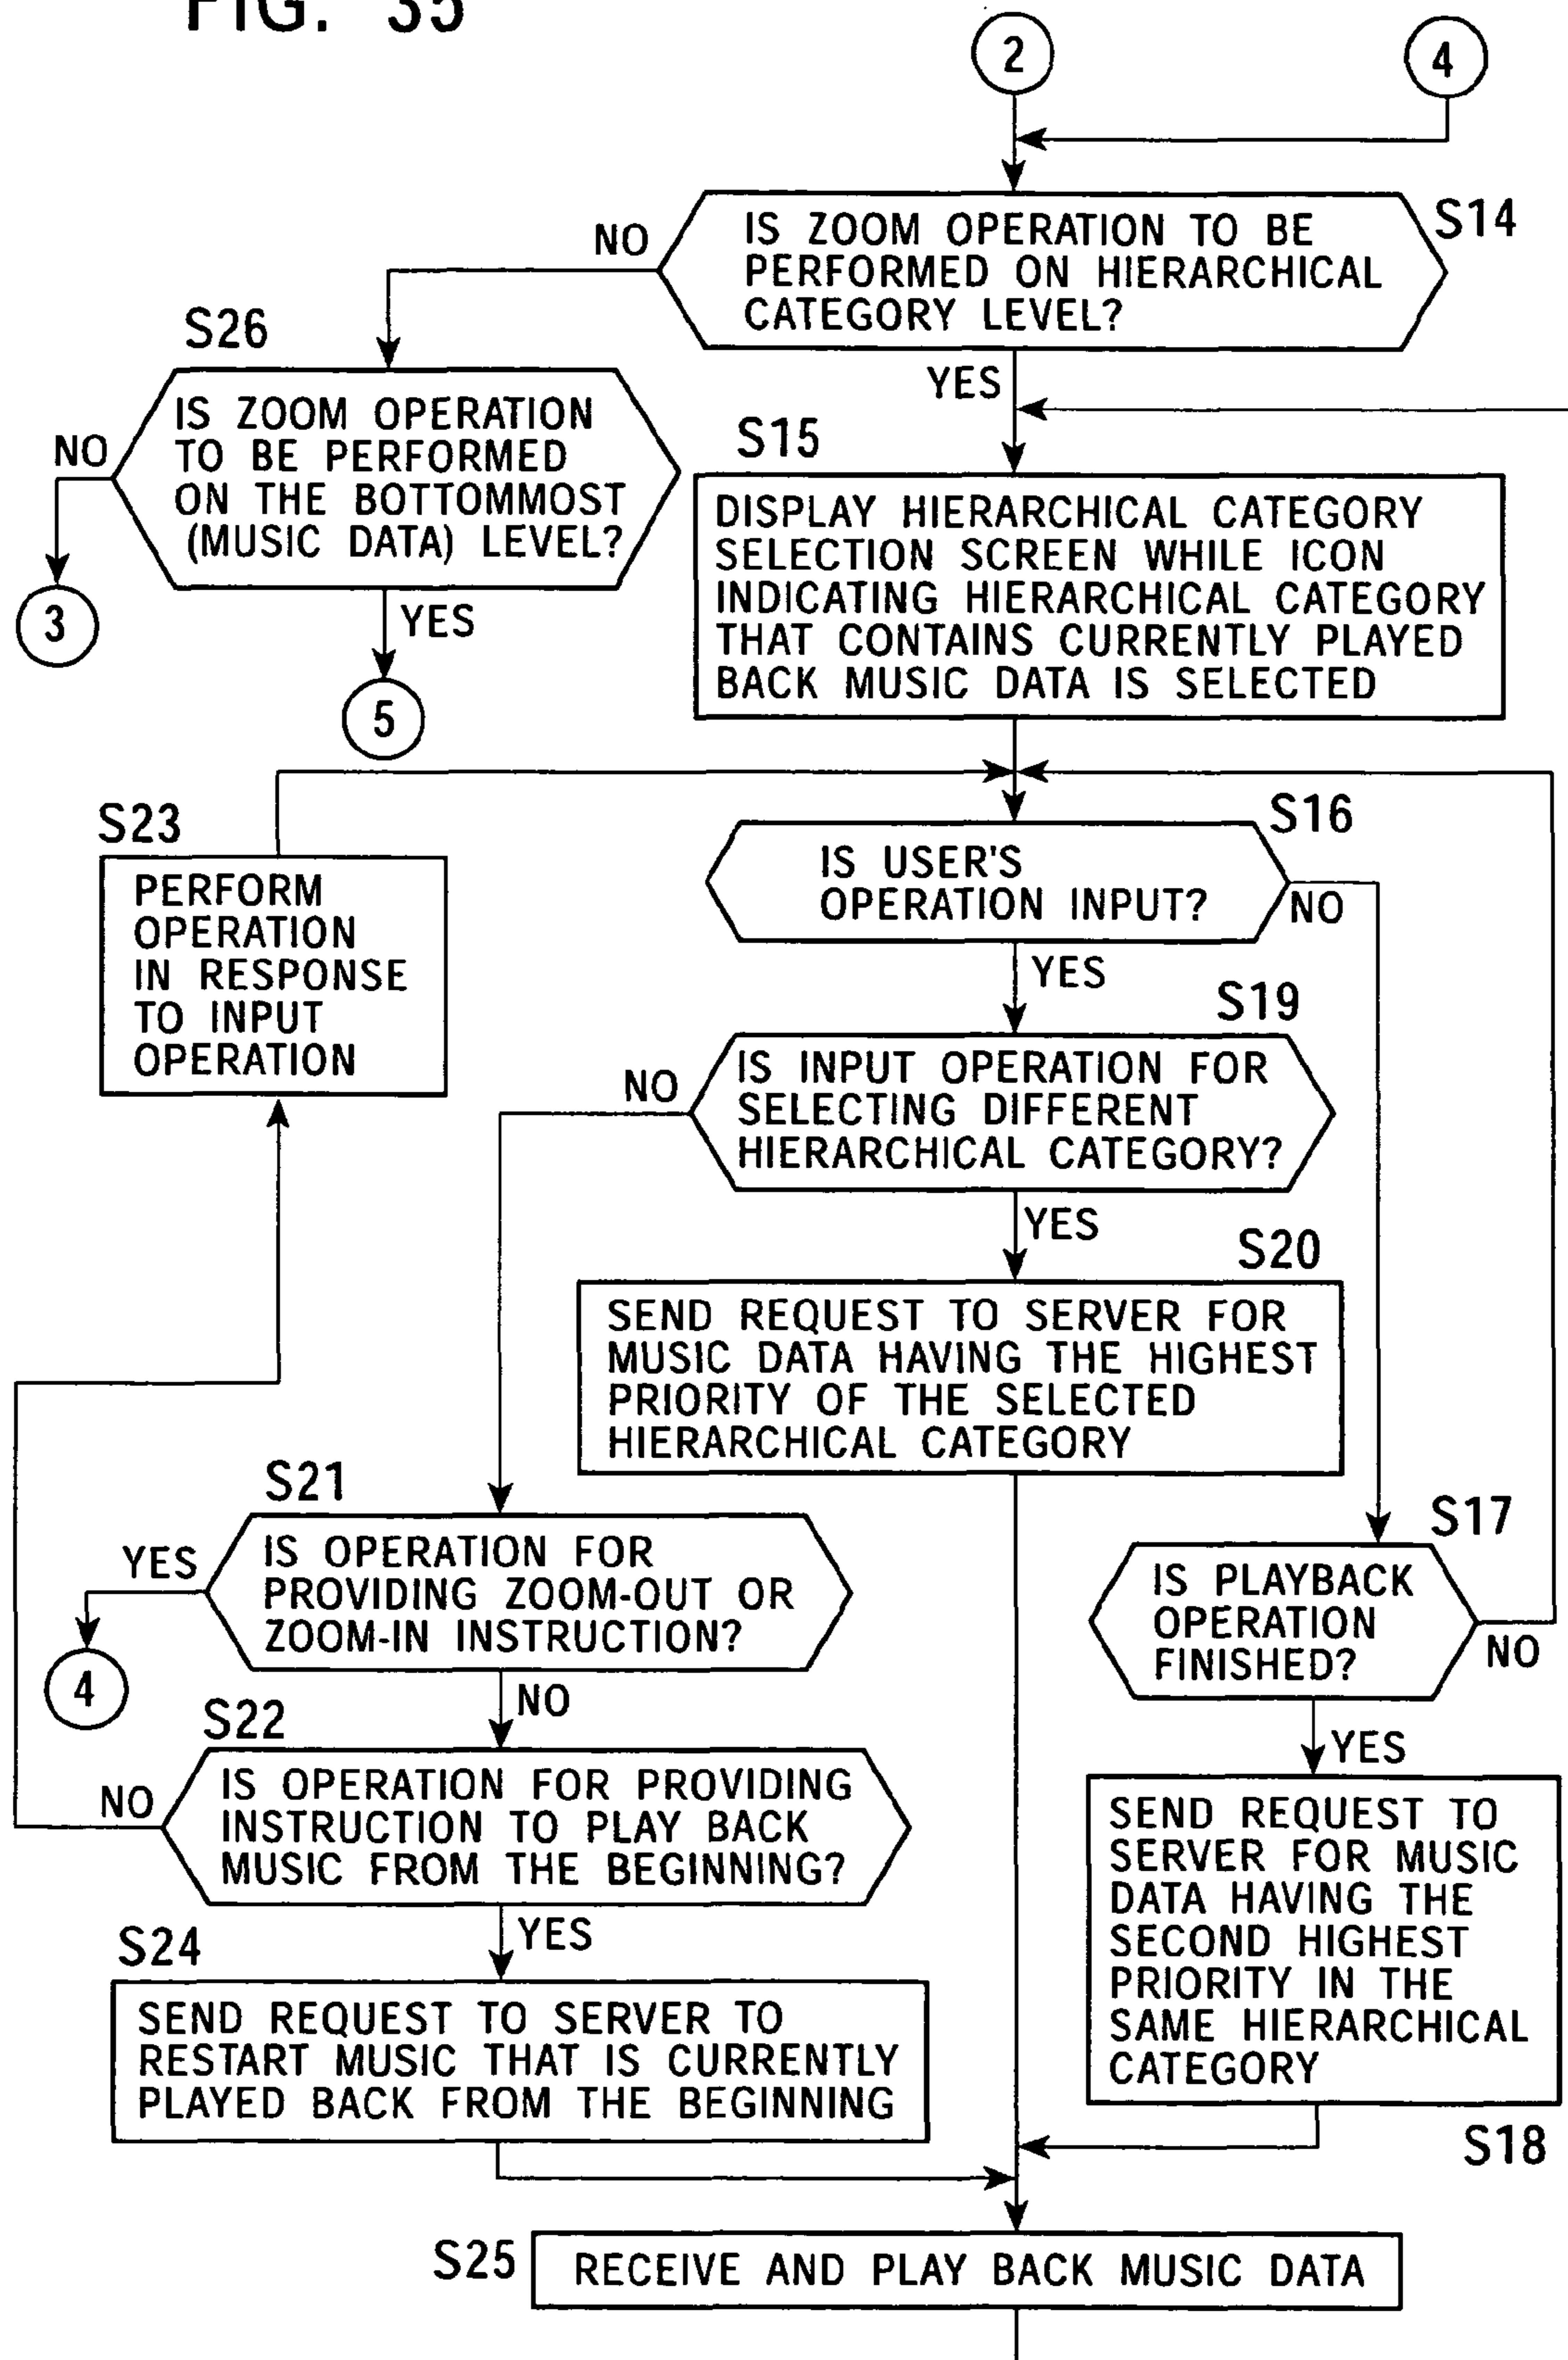 FIG. 35
2
4
S14
IS ZOOM OPERATION TO BE
PERFORMED ON HIERARCHICAL
CATEGORY LEVEL?
NO
YES
S26
IS ZOOM OPERATION
TO BE PERFORMED
ON THE BOTTOMMOST
(MUSIC DATA) LEVEL?
NO
3
YES
5
S15
DISPLAY HIERARCHICAL CATEGORY
SELECTION SCREEN WHILE ICON
INDICATING HIERARCHICAL CATEGORY
THAT CONTAINS CURRENTLY PLAYED
BACK MUSIC DATA IS SELECTED
S23
PERFORM
OPERATION
IN RESPONSE
TO INPUT
OPERATION
S16
IS USER'S
OPERATION INPUT?
NO
YES
S19
IS INPUT OPERATION FOR
SELECTING DIFFERENT
HIERARCHICAL CATEGORY?
NO
YES
S20
SEND REQUEST TO SERVER FOR
MUSIC DATA HAVING THE HIGHEST
PRIORITY OF THE SELECTED
HIERARCHICAL CATEGORY
S21
IS OPERATION FOR
PROVIDING ZOOM-OUT OR
ZOOM-IN INSTRUCTION?
YES
4
NO
S17
IS PLAYBACK
OPERATION
FINISHED?
NO
YES
S22
IS OPERATION FOR PROVIDING
INSTRUCTION TO PLAY BACK
MUSIC FROM THE BEGINNING?
NO
YES
SEND REQUEST TO
SERVER FOR MUSIC
DATA HAVING THE
SECOND HIGHEST
PRIORITY IN THE
SAME HIERARCHICAL
CATEGORY
S18
S24
SEND REQUEST TO SERVER TO
RESTART MUSIC THAT IS CURRENTLY
PLAYED BACK FROM THE BEGINNING
S25
RECEIVE AND PLAY BACK MUSIC DATA